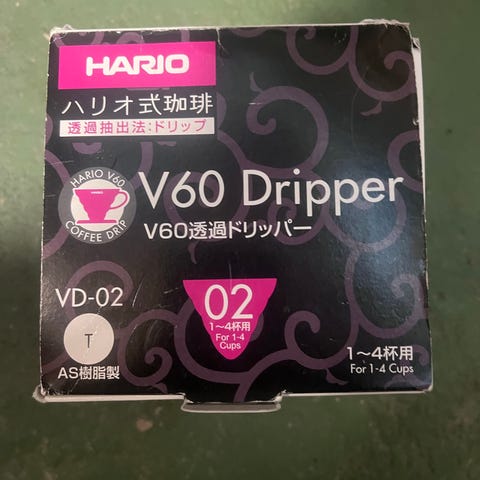 HARIO
ハリオ式珈琲
透過抽出法:ドリップ
HARIO V60
HARIO
COFFEE DRIP
V60 Dripper
V60透過ドリッパー
VD-02
T
AS樹脂製
02
1〜4杯用
For 1-4
Cups
1〜4杯用
For 1-4 Cups